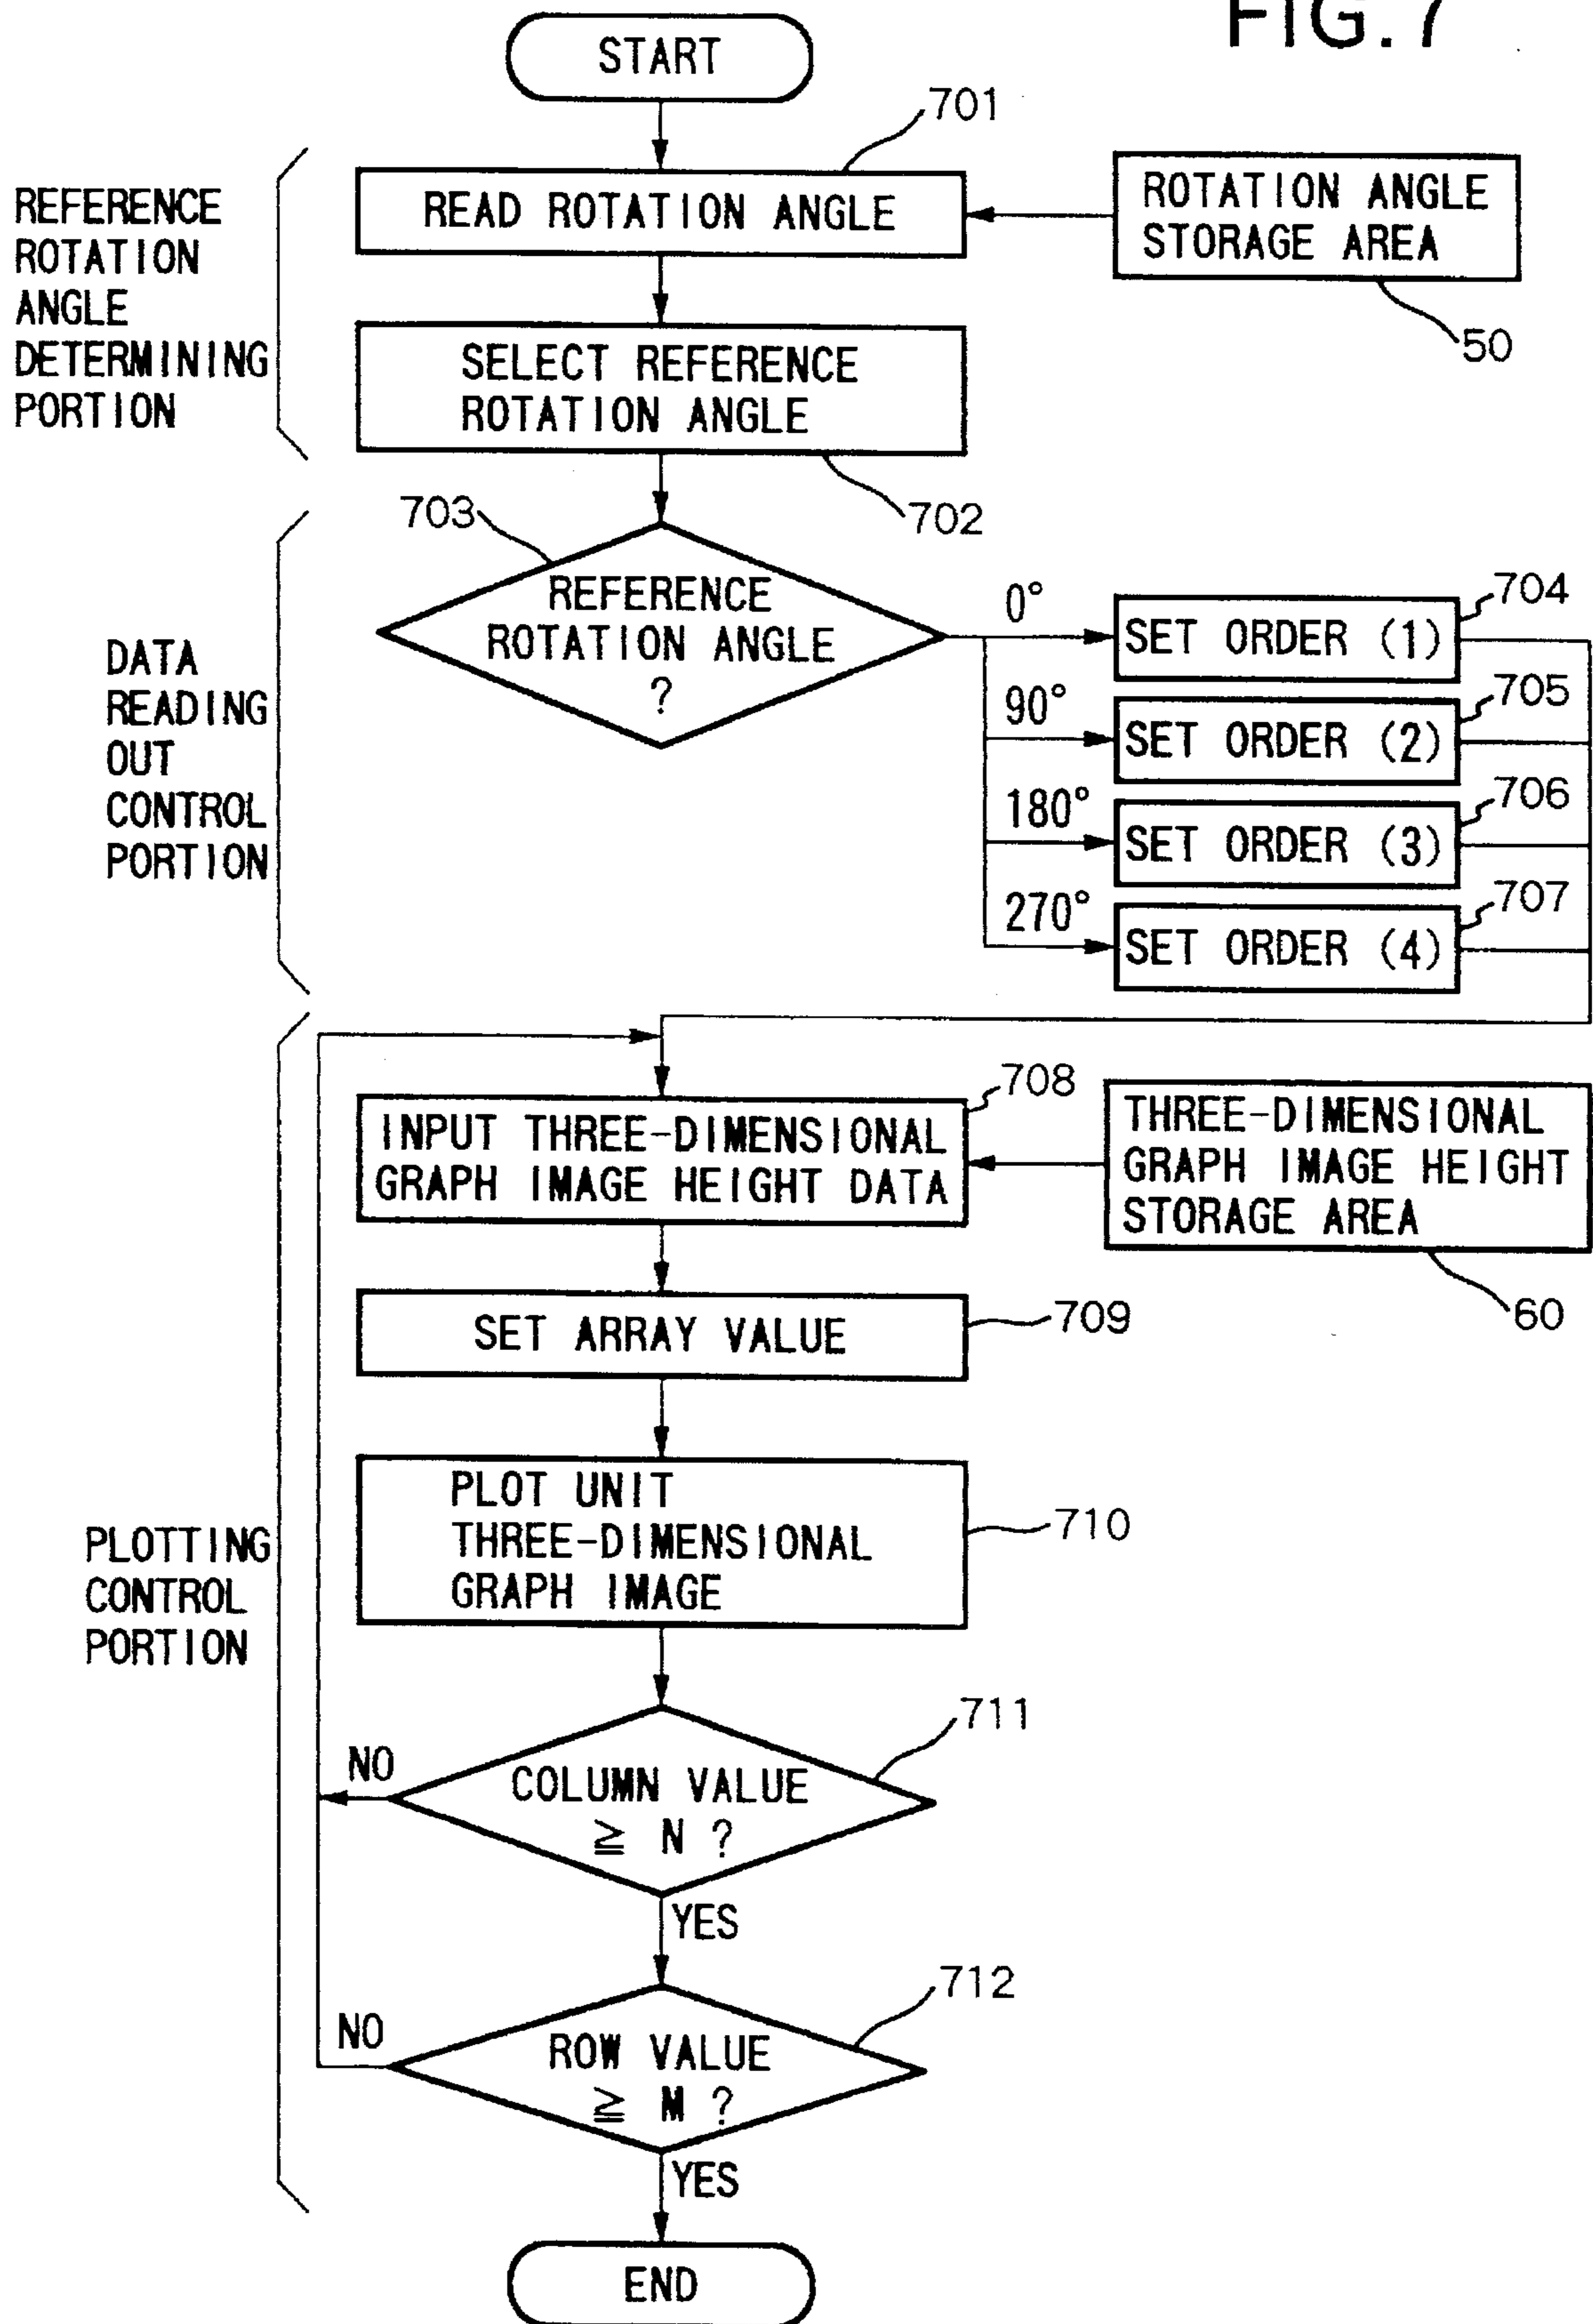 FIG. 7
START
701
REFERENCE
ROTATION
ANGLE
DETERMINING
PORTION
READ ROTATION ANGLE
ROTATION ANGLE
STORAGE AREA
50
SELECT REFERENCE
ROTATION ANGLE
702
703
DATA
READING
OUT
CONTROL
PORTION
REFERENCE
ROTATION ANGLE
?
0°
SET ORDER (1)
704
90°
SET ORDER (2)
705
180°
SET ORDER (3)
706
270°
SET ORDER (4)
707
PLOTTING
CONTROL
PORTION
708
INPUT THREE-DIMENSIONAL
GRAPH IMAGE HEIGHT DATA
THREE-DIMENSIONAL
GRAPH IMAGE HEIGHT
STORAGE AREA
60
SET ARRAY VALUE
709
PLOT UNIT
THREE-DIMENSIONAL
GRAPH IMAGE
710
711
COLUMN VALUE
≧ N ?
NO
YES
712
ROW VALUE
≧ M ?
NO
YES
END